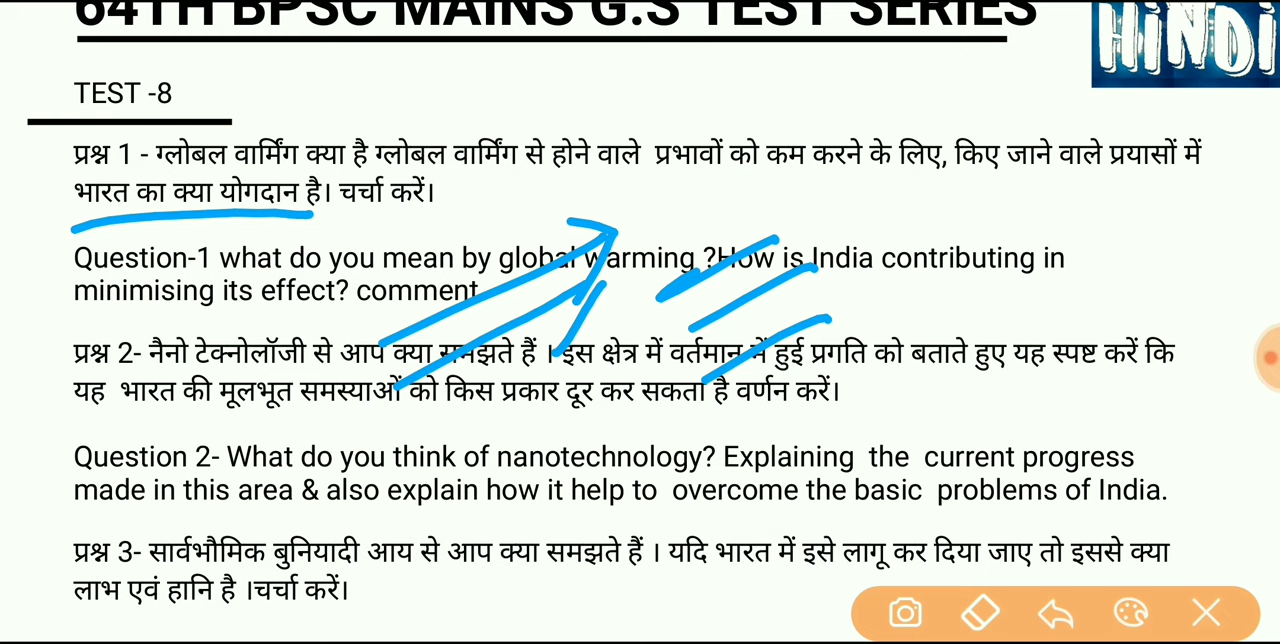 64TH BPSC MAINS G.S TEST SERIES
HiNDi
TEST -8
प्रश्न 1 - ग्लोबल वार्मिंग क्या है ग्लोबल वार्मिंग से होने वाले प्रभावों को कम करने के लिए, किए जाने वाले प्रयासों में
भारत का क्या योगदान है। चर्चा करें।
Question-1 what do you mean by global warming ?How is India contributing in
minimising its effect? comment
प्रश्न 2- नैनो टेक्नोलॉजी से आप क्या समझते हैं । इस क्षेत्र में वर्तमान में हुई प्रगति को बताते हुए यह स्पष्ट करें कि
यह भारत की मूलभूत समस्याओं को किस प्रकार दूर कर सकता है वर्णन करें।
Question 2- What do you think of nanotechnology? Explaining the current progress
made in this area & also explain how it help to overcome the basic problems of India.
प्रश्न 3- सार्वभौमिक बुनियादी आय से आप क्या समझते हैं । यदि भारत में इसे लागू कर दिया जाए तो इससे क्या
लाभ एवं हानि है ।चर्चा करें।